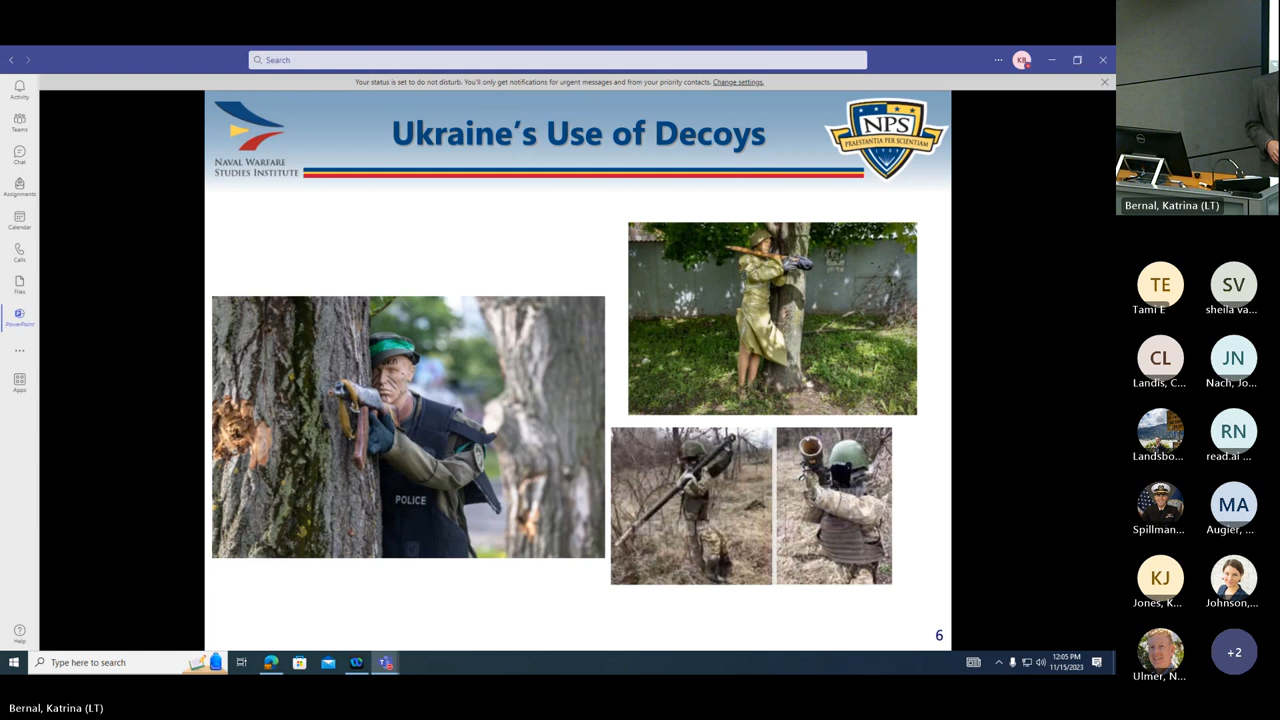 Search
KB
Your status is set to do not disturb. You'll only get notifications for urgent messages and from your priority contacts. Change settings.
Activity
Teams
Chat
Assignments
Calendar
Calls
Files
PowerPoint
Apps
Help
NAVAL WARFARE
STUDIES INSTITUTE
Ukraine's Use of Decoys
NPS
PRAESTANTIA PER SCIENTIAM
POLICE
6
Type here to search
12:05 PM
11/15/2023
Bernal, Katrina (LT)
DELL
Bernal, Katrina (LT)
TE
Tami E
SV
sheila va...
CL
Landis, C...
JN
Nach, Jo...
Landsbo...
RN
read.ai ...
Spillman...
MA
Augier, ...
KJ
Jones, K...
Johnson,...
Ulmer, N...
+2